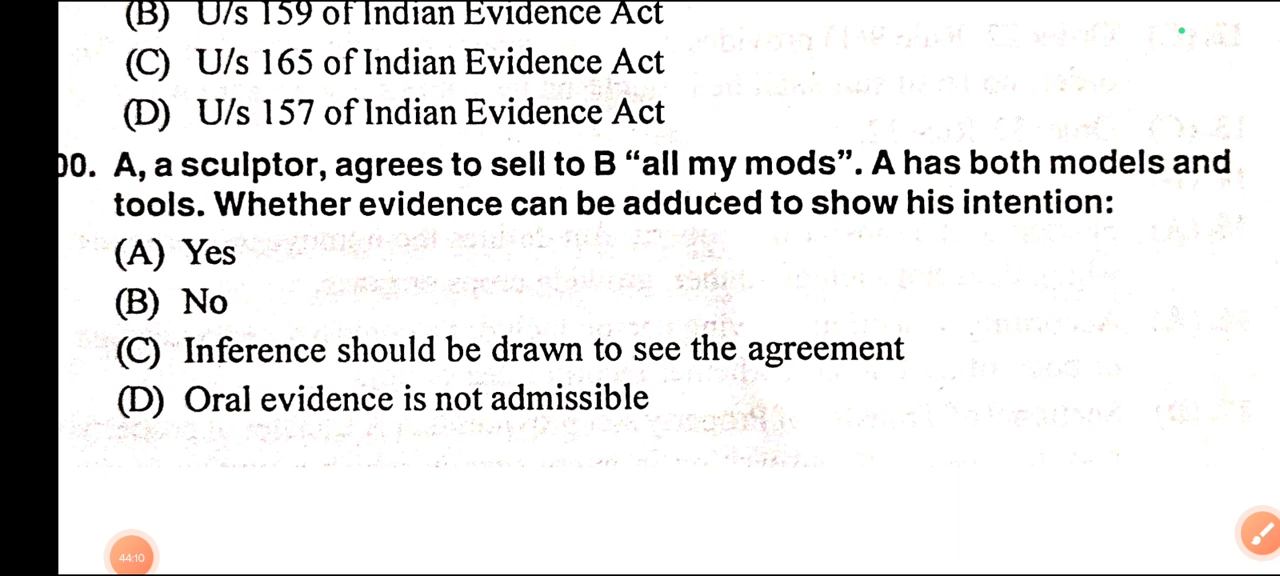 (B) U/s 159 of Indian Evidence Act
(C) U/s 165 of Indian Evidence Act
(D) U/s 157 of Indian Evidence Act
00. A, a sculptor, agrees to sell to B “all my mods”. A has both models and
tools. Whether evidence can be adduced to show his intention:
(A) Yes
(B) No
(C) Inference should be drawn to see the agreement
(D) Oral evidence is not admissible
44:10